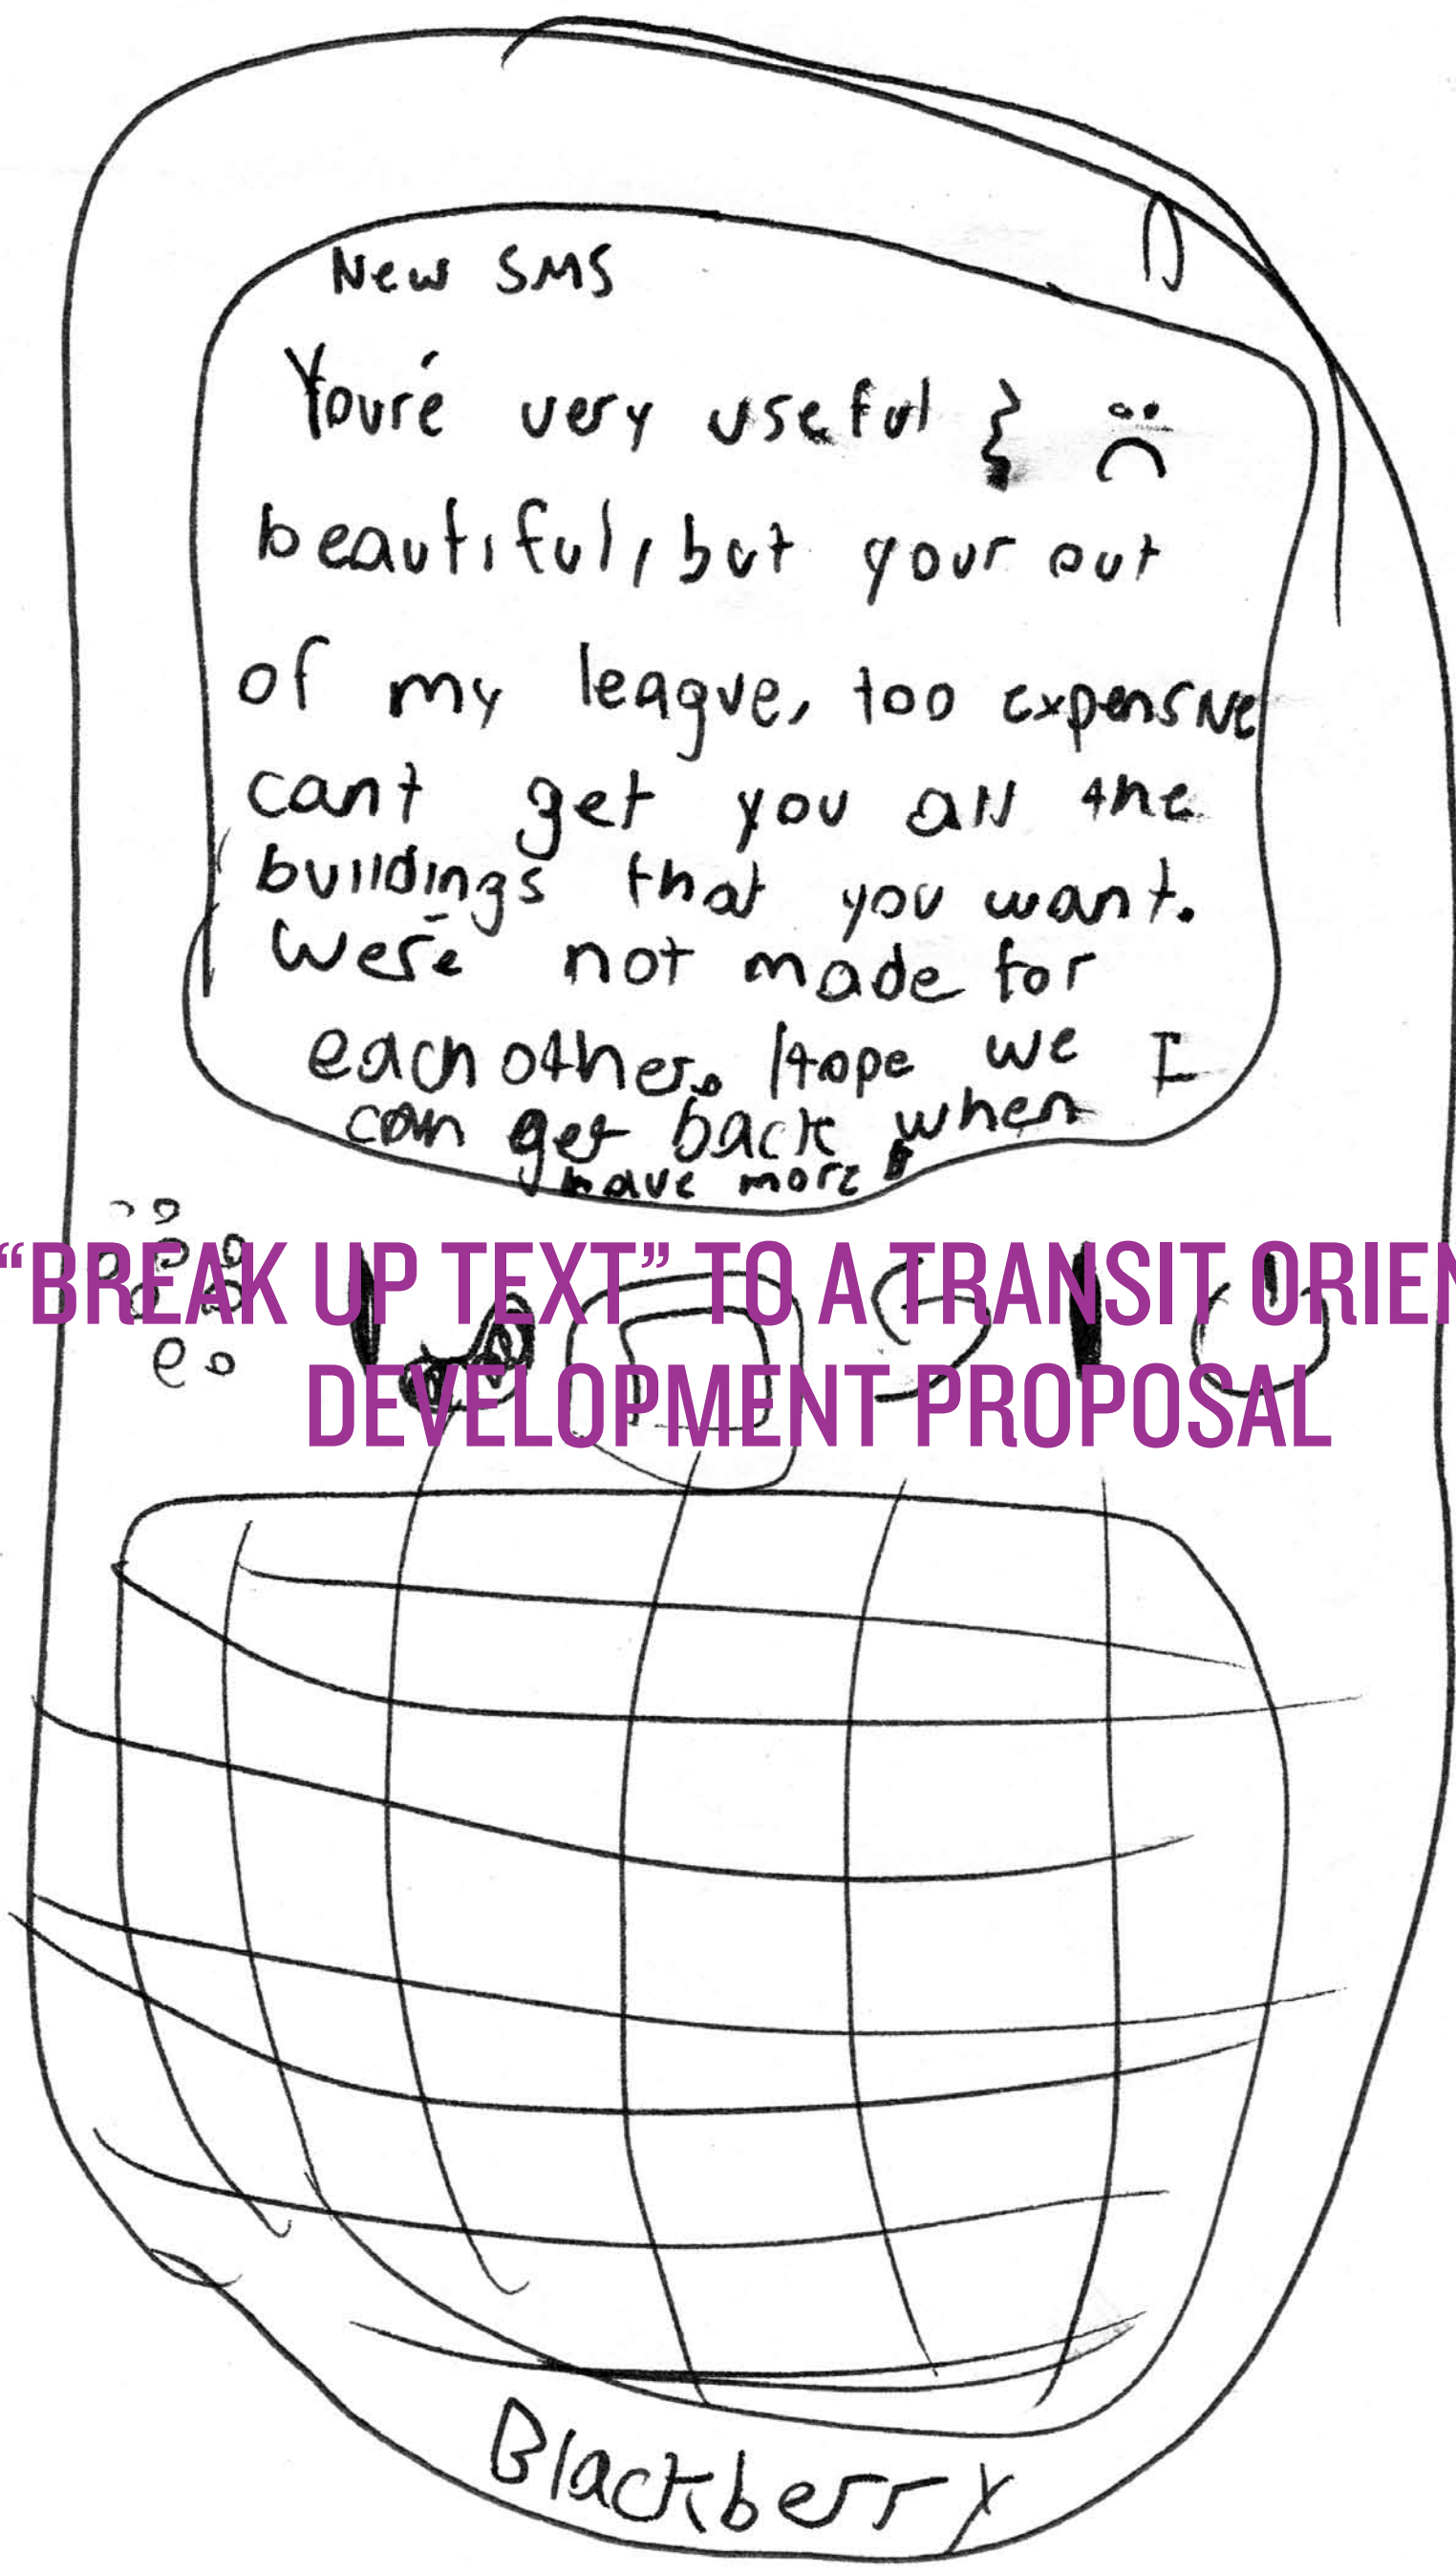 New SMS
You're very useful }
beautiful, but your out
of my league, too expensive
cant get you all the
buildings that you want.
We're not made for
each other. Hope we I
can get back when
have more
“BREAK UP TEXT” TO A TRANSIT ORIEN
DEVELOPMENT PROPOSAL
Blackberry